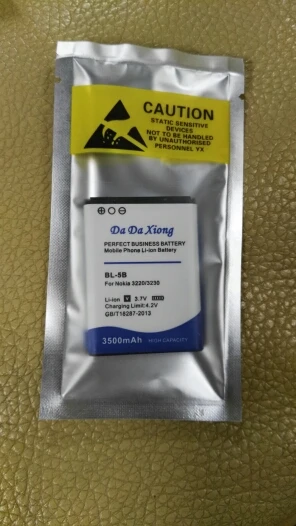 CAUTION
STATIC SENSITIVE
DEVICES
NOT TO BE HANDLED
BY UNAUTHORISED
PERSONNEL YX
Da Da Xiong
PERFECT BUSINESS BATTERY
Mobile Phone Li-ion Battery
BL-5B
For Nokia 3220/3230
Li-ion 3.7V
Charging Limit:4.2V
GB/T18287-2013
3500mAh HIGH CAPACITY